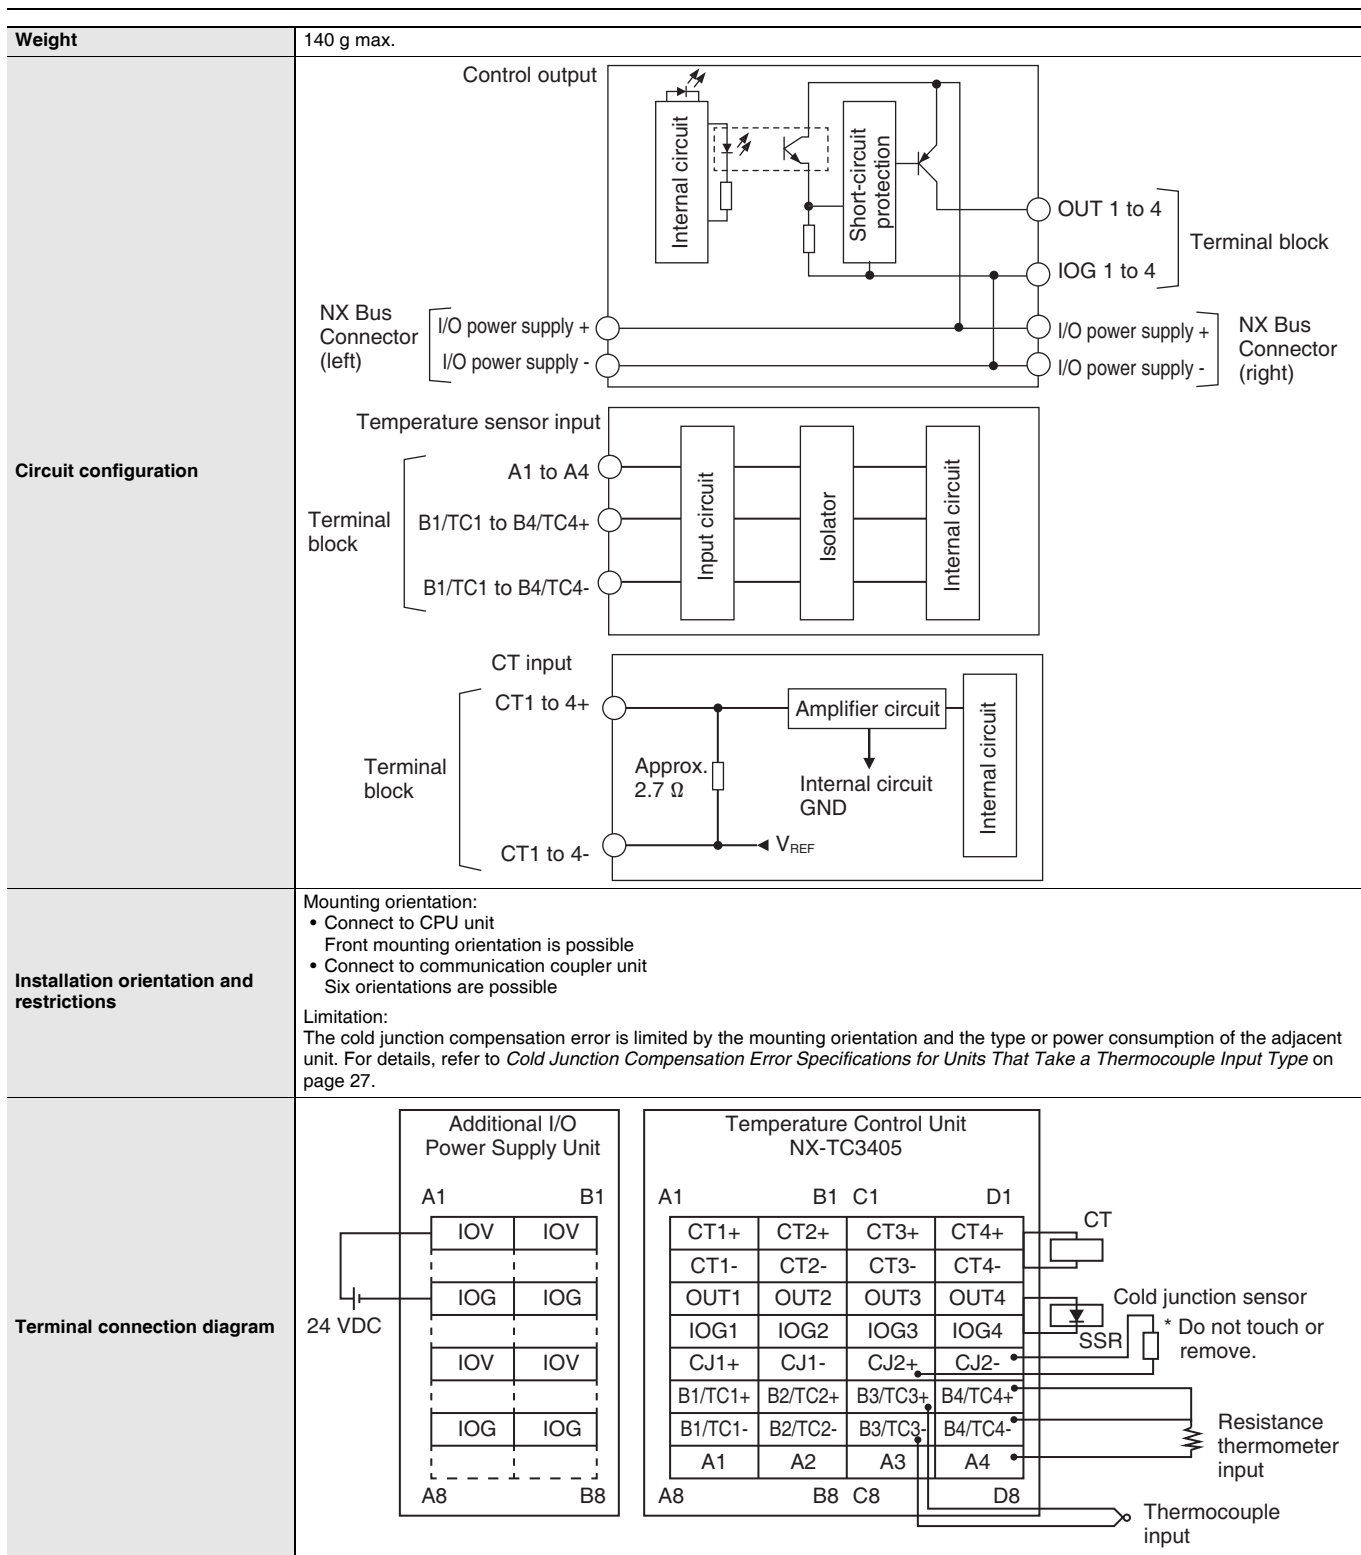 Weight
140 g max.
Circuit configuration
Control output
Internal circuit
Short-circuit
protection
OUT 1 to 4
IOG 1 to 4
Terminal block
NX Bus
Connector
(left)
I/O power supply +
I/O power supply -
I/O power supply +
I/O power supply -
NX Bus
Connector
(right)
Temperature sensor input
Terminal
block
A1 to A4
B1/TC1 to B4/TC4+
B1/TC1 to B4/TC4-
Input circuit
Isolator
Internal circuit
CT input
Terminal
block
CT1 to 4+
CT1 to 4-
Approx.
2.7 Ω
Amplifier circuit
Internal circuit
GND
VREF
Internal circuit
Installation orientation and
restrictions
Mounting orientation:
• Connect to CPU unit
Front mounting orientation is possible
• Connect to communication coupler unit
Six orientations are possible
Limitation:
The cold junction compensation error is limited by the mounting orientation and the type or power consumption of the adjacent
unit. For details, refer to Cold Junction Compensation Error Specifications for Units That Take a Thermocouple Input Type on
page 27.
Terminal connection diagram
24 VDC
Additional I/O
Power Supply Unit
A1 B1
IOV IOV
IOG IOG
IOV IOV
IOG IOG
A8 B8
Temperature Control Unit
NX-TC3405
A1 B1 C1 D1
CT1+ CT2+ CT3+ CT4+
CT1- CT2- CT3- CT4-
OUT1 OUT2 OUT3 OUT4
IOG1 IOG2 IOG3 IOG4
CJ1+ CJ1- CJ2+ CJ2-
B1/TC1+ B2/TC2+ B3/TC3+ B4/TC4+
B1/TC1- B2/TC2- B3/TC3- B4/TC4-
A1 A2 A3 A4
A8 B8 C8 D8
CT
SSR
Cold junction sensor
* Do not touch or
remove.
Resistance
thermometer
input
Thermocouple
input